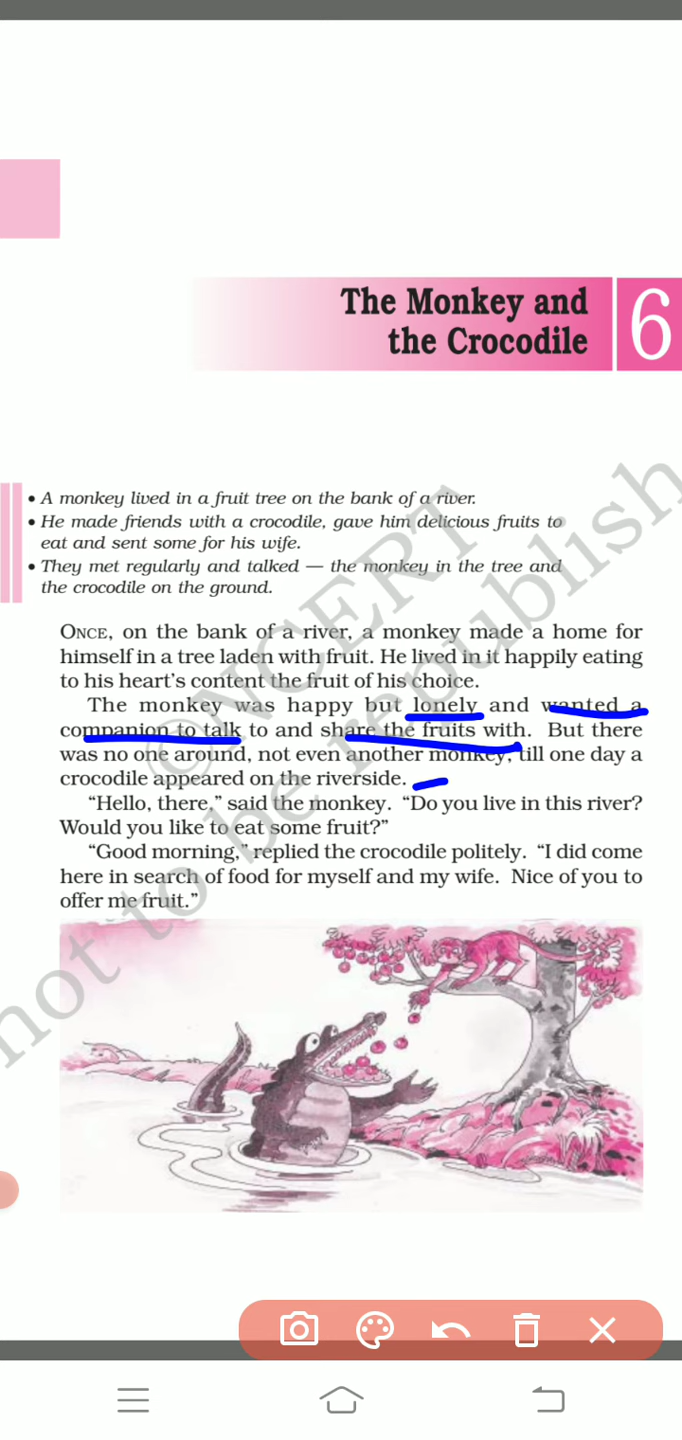 The Monkey and
the Crocodile
6
• A monkey lived in a fruit tree on the bank of a river.
• He made friends with a crocodile, gave him delicious fruits to
eat and sent some for his wife.
• They met regularly and talked — the monkey in the tree and
the crocodile on the ground.
ONCE, on the bank of a river, a monkey made a home for
himself in a tree laden with fruit. He lived in it happily eating
to his heart's content the fruit of his choice.
The monkey was happy but lonely and wanted a
companion to talk to and share the fruits with. But there
was no one around, not even another monkey, till one day a
crocodile appeared on the riverside.
“Hello, there,” said the monkey. “Do you live in this river?
Would you like to eat some fruit?”
“Good morning,” replied the crocodile politely. “I did come
here in search of food for myself and my wife. Nice of you to
offer me fruit.”
©NCERT
not to be republish